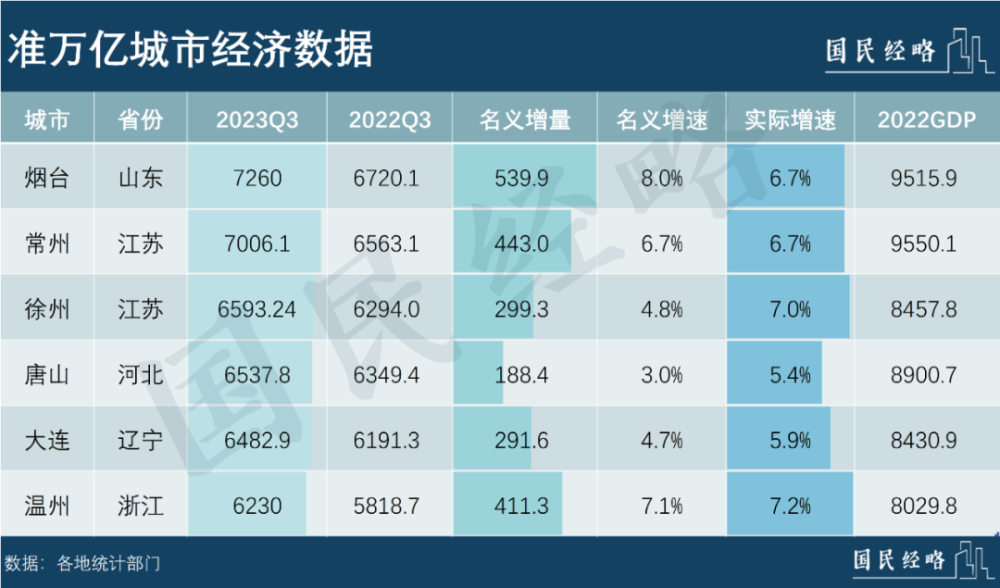 准万亿城市经济数据
国民经略
城市 省份 2023Q3 2022Q3 名义增量 名义增速 实际增速 2022GDP
烟台 山东 7260 6720.1 539.9 8.0% 6.7% 9515.9
常州 江苏 7006.1 6563.1 443.0 6.7% 6.7% 9550.1
徐州 江苏 6593.24 6294.0 299.3 4.8% 7.0% 8457.8
唐山 河北 6537.8 6349.4 188.4 3.0% 5.4% 8900.7
大连 辽宁 6482.9 6191.3 291.6 4.7% 5.9% 8430.9
温州 浙江 6230 5818.7 411.3 7.1% 7.2% 8029.8
国民经略
数据：各地统计部门
国民经略